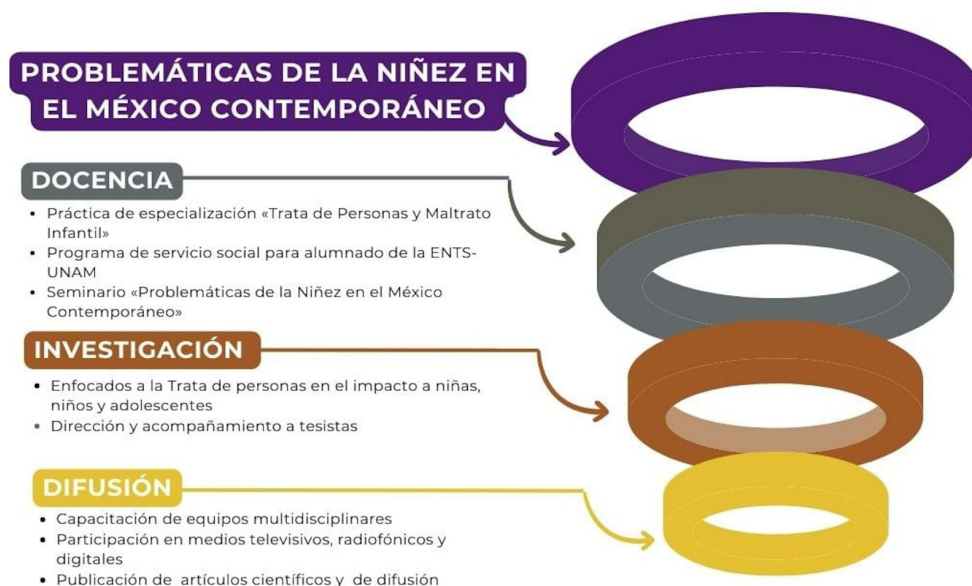 PROBLEMÁTICAS DE LA NIÑEZ EN
EL MÉXICO CONTEMPORÁNEO
DOCENCIA
• Práctica de especialización «Trata de Personas y Maltrato
Infantil»
• Programa de servicio social para alumnado de la ENTS-
UNAM
• Seminario «Problemáticas de la Niñez en el México
Contemporáneo»
INVESTIGACIÓN
• Enfocados a la Trata de personas en el impacto a niñas,
niños y adolescentes
• Dirección y acompañamiento a tesistas
DIFUSIÓN
• Capacitación de equipos multidisciplinares
• Participación en medios televisivos, radiofónicos y
digitales
• Publicación de artículos científicos y de difusión